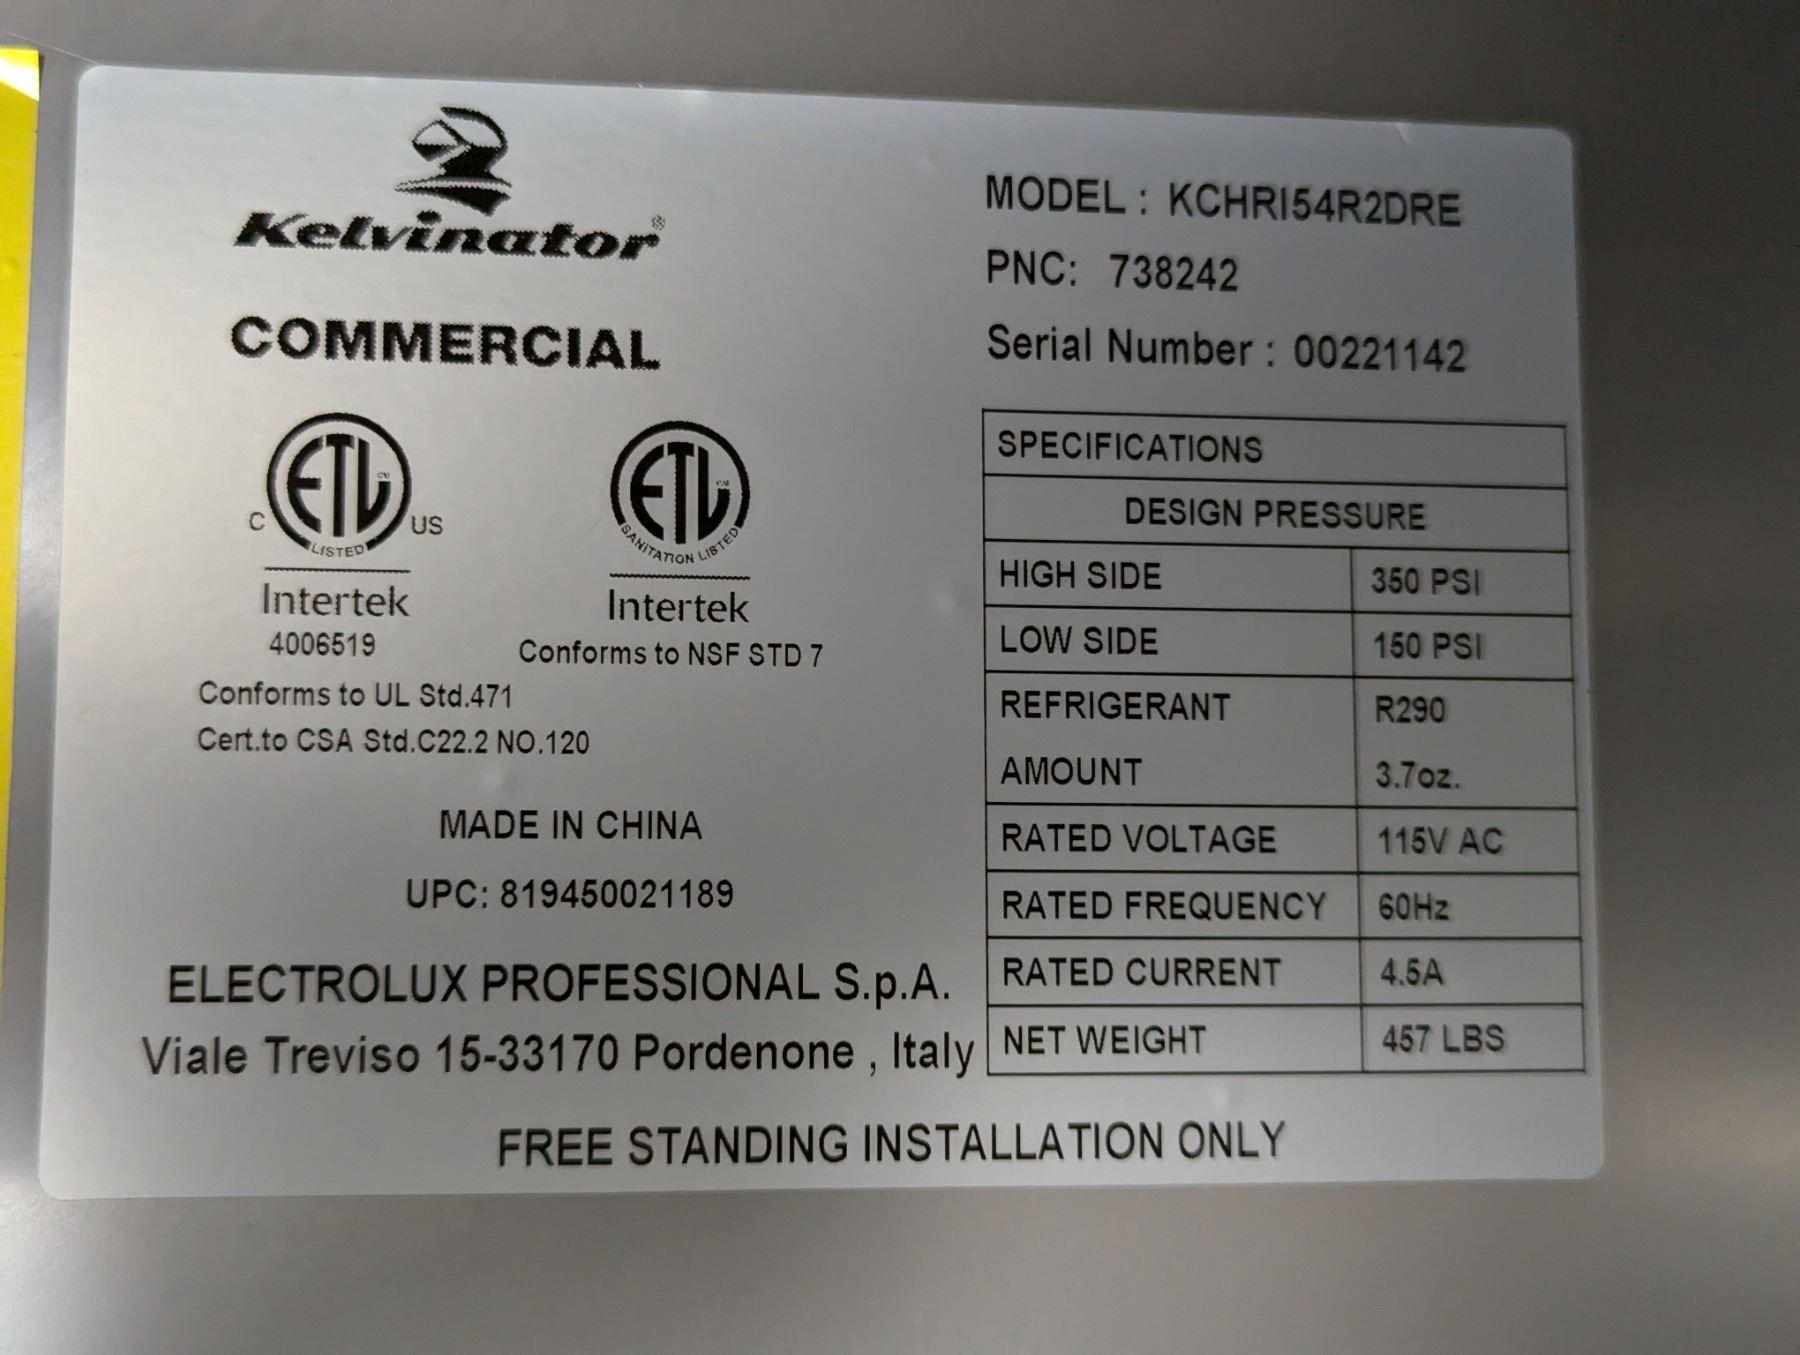 Kelvinator®
COMMERCIAL
ETL CM
C US
LISTED
Intertek
4006519
Conforms to UL Std.471
Cert.to CSA Std.C22.2 NO.120
ETL CM
SANITATION LISTED
Intertek
Conforms to NSF STD 7
MADE IN CHINA
UPC: 819450021189
ELECTROLUX PROFESSIONAL S.p.A.
Viale Treviso 15-33170 Pordenone , Italy
MODEL : KCHRI54R2DRE
PNC: 738242
Serial Number : 00221142
SPECIFICATIONS
DESIGN PRESSURE
HIGH SIDE 350 PSI
LOW SIDE 150 PSI
REFRIGERANT R290
AMOUNT 3.7oz.
RATED VOLTAGE 115V AC
RATED FREQUENCY 60Hz
RATED CURRENT 4.5A
NET WEIGHT 457 LBS
FREE STANDING INSTALLATION ONLY